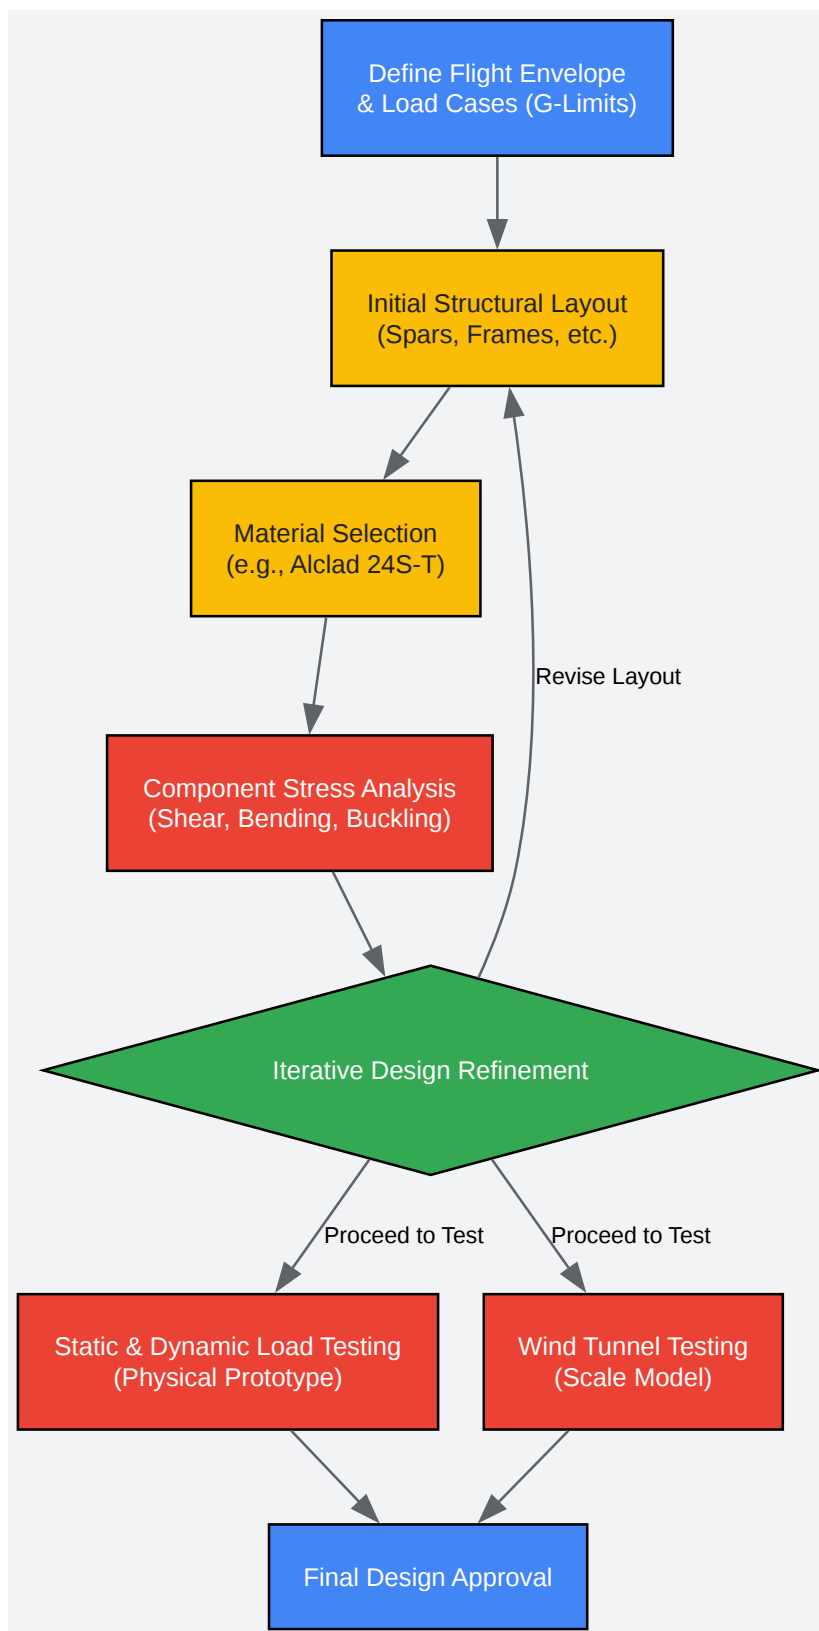 Define Flight Envelope
& Load Cases (G-Limits)
Initial Structural Layout
(Spars, Frames, etc.)
Material Selection
(e.g., Alclad 24S-T)
Revise Layout
Component Stress Analysis
(Shear, Bending, Buckling)
Iterative Design Refinement
Proceed to Test
Proceed to Test
Static & Dynamic Load Testing
(Physical Prototype)
Wind Tunnel Testing
(Scale Model)
Final Design Approval